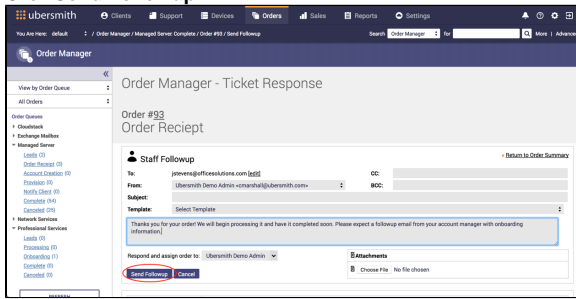 ubersmith
Clients
Support
Devices
Orders
Sales
Reports
Settings
You Are Here: default / Order Manager / Managed Server: Complete / Order #93 / Send Followup
Search Order Manager for
More | Advance
Order Manager
View by Order Queue
All Orders
Order Queues
Cloudstack
Exchange Mailbox
Managed Server
Leads (2)
Order Receipt (3)
Account Creation (0)
Provision (0)
Notify Client (0)
Complete (54)
Canceled (25)
Network Services
Professional Services
Leads (0)
Processing (0)
Onboarding (1)
Complete (0)
Canceled (0)
REFRESH
Order Manager - Ticket Response
Order #93
Order Reciept
Staff Followup
Return to Order Summary
To: jstevens@officesolutions.com [edit]
CC:
From: Ubersmith Demo Admin <cmarshall@ubersmith.com>
BCC:
Subject:
Template: Select Template
Thank you for your order! We will begin processing it and have it completed soon. Please expect a followup email from your account manager with onboarding
information.
Respond and assign order to: Ubersmith Demo Admin
Attachments
Send Followup
Cancel
Choose File No file chosen